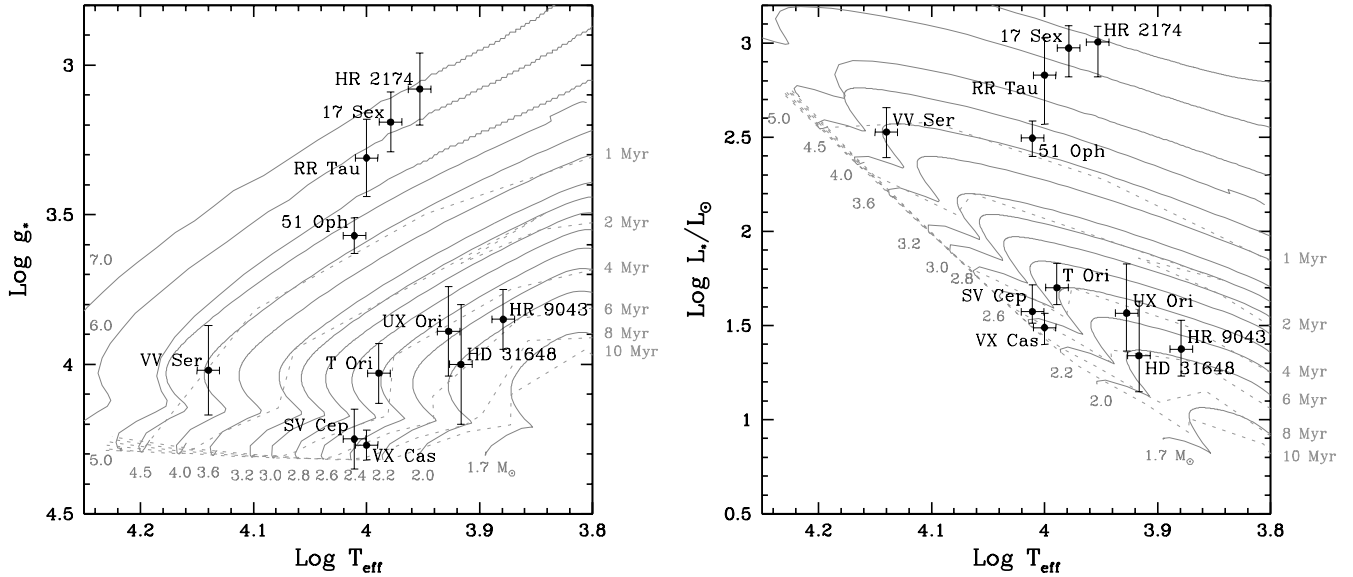 3
3.5
4
4.5
Log g*
4.2
4.1
4
3.9
3.8
Log Teff
HR 2174
17 Sex
RR Tau
51 Oph
VV Ser
UX Ori
HR 9043
T Ori
HD 31648
SV Cep
VX Cas
7.0
6.0
5.0
4.5
4.0
3.6
3.2
3.0
2.8
2.6
2.4
2.2
2.0
1.7 M⊙
1 Myr
2 Myr
4 Myr
6 Myr
8 Myr
10 Myr
3
2.5
2
1.5
1
0.5
Log L*/L⊙
4.2
4.1
4
3.9
3.8
Log Teff
17 Sex
HR 2174
RR Tau
VV Ser
51 Oph
T Ori
SV Cep
UX Ori
VX Cas
HR 9043
HD 31648
5.0
4.5
4.0
3.6
3.2
3.0
2.8
2.6
2.2
2.0
1.7 M⊙
1 Myr
2 Myr
4 Myr
6 Myr
8 Myr
10 Myr